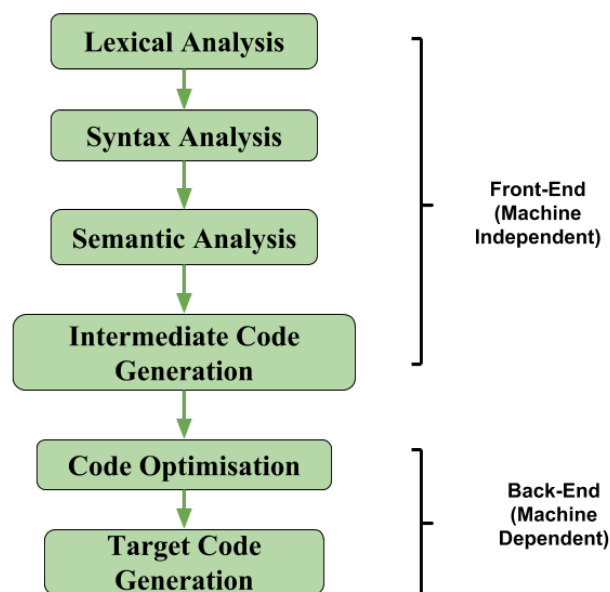 Lexical Analysis
Syntax Analysis
Semantic Analysis
Intermediate Code
Generation
Front-End
(Machine
Independent)
Code Optimisation
Target Code
Generation
Back-End
(Machine
Dependent)